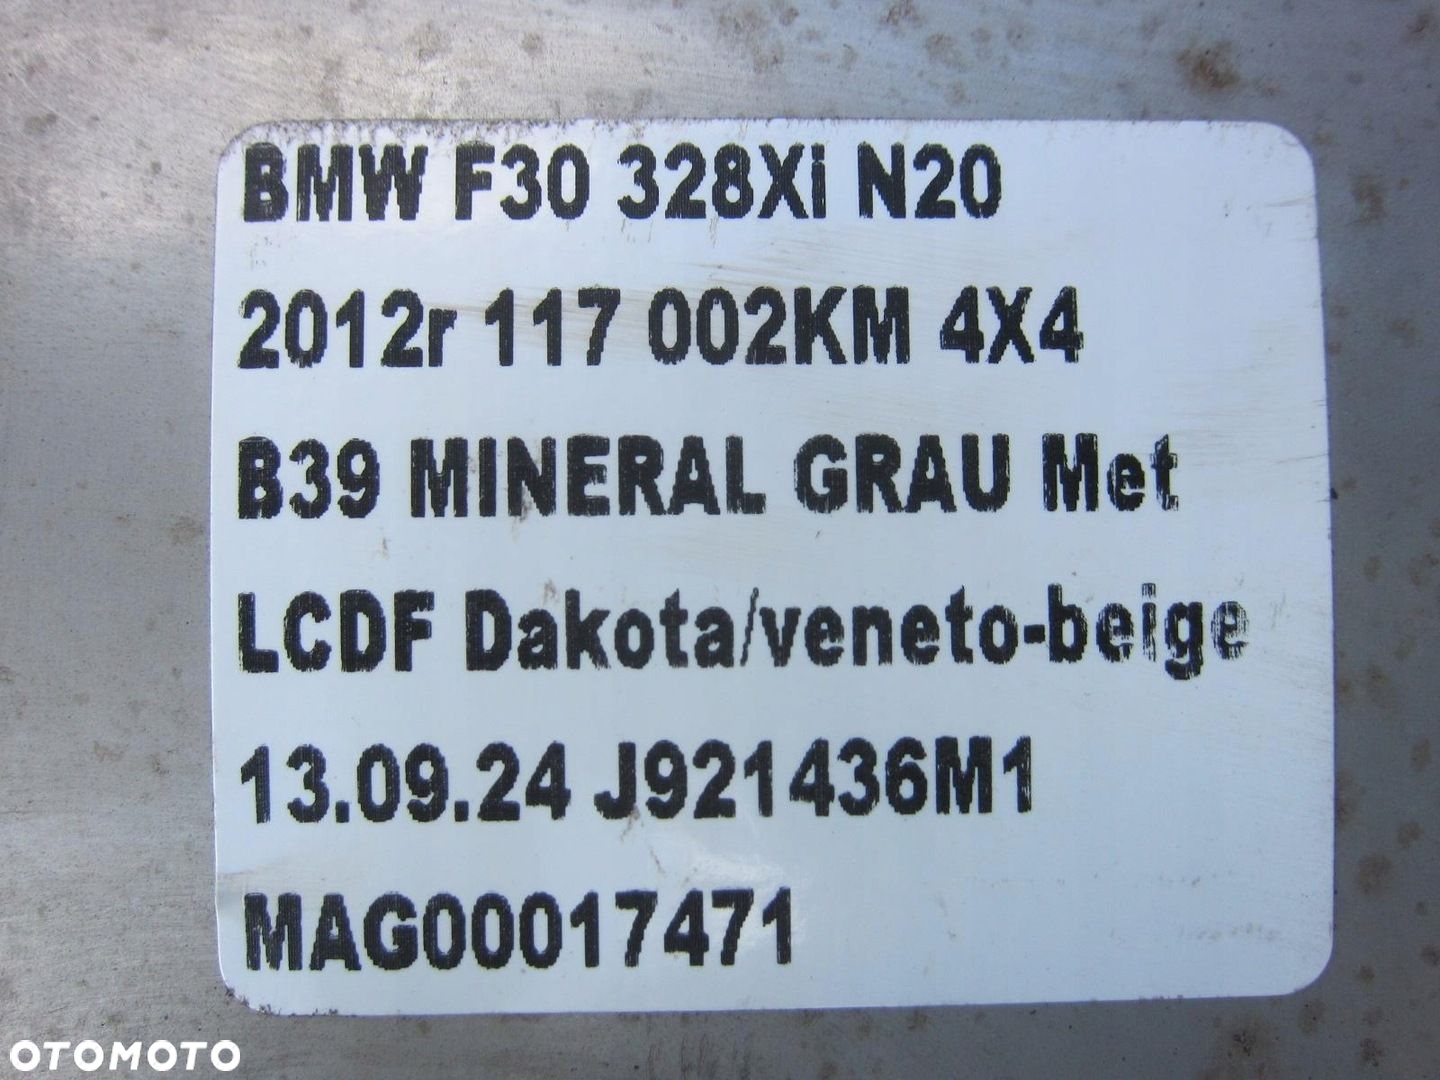 BMW F30 328Xi N20
2012r 117 002KM 4X4
B39 MINERAL GRAU Met
LCDF Dakota/veneto-beige
13.09.24 J921436M1
MAG00017471
OTOMOTO